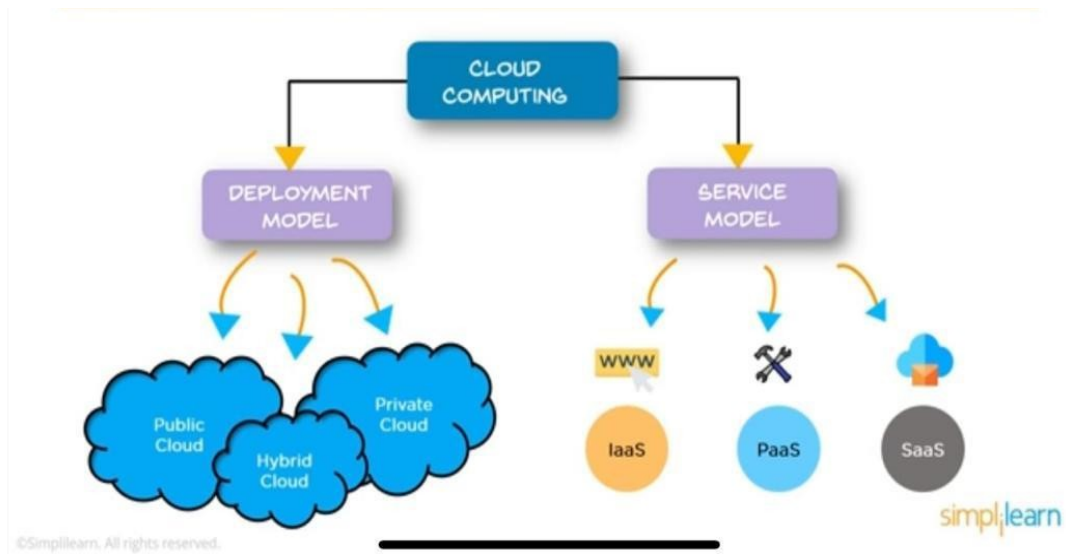 CLOUD
COMPUTING
DEPLOYMENT
MODEL
SERVICE
MODEL
Public
Cloud
Hybrid
Cloud
Private
Cloud
www
IaaS
PaaS
SaaS
simplilearn
©Simplilearn. All rights reserved.